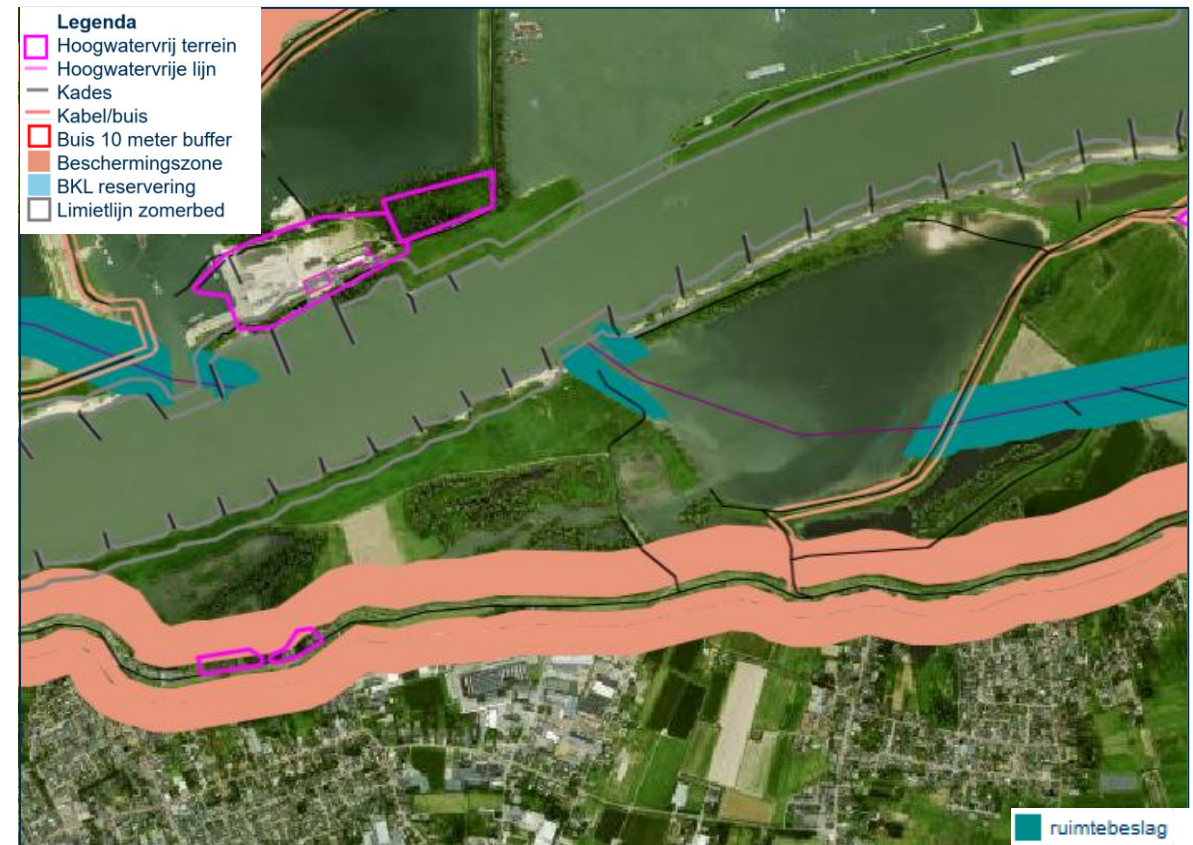 Legenda
Hoogwatervrij terrein
Hoogwatervrije lijn
Kades
Kabel/buis
Buis 10 meter buffer
Beschermingszone
BKL reservering
Limietlijn zomerbed
ruimtebeslag